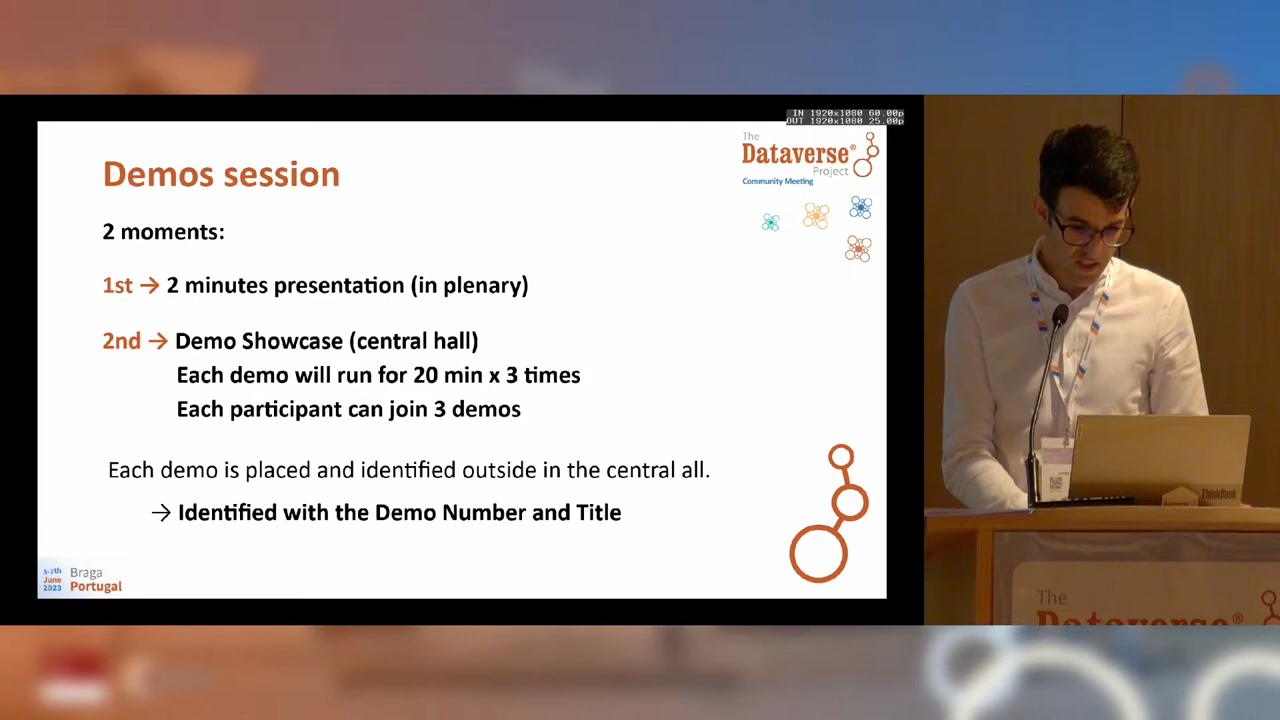 IN 1920x1080 60.00p
OUT 1920x1080 25.00p
The
Dataverse®
Project
Community Meeting
Demos session
2 moments:
1st → 2 minutes presentation (in plenary)
2nd → Demo Showcase (central hall)
Each demo will run for 20 min x 3 times
Each participant can join 3 demos
Each demo is placed and identified outside in the central all.
→ Identified with the Demo Number and Title
5-7th
June
2023
Braga
Portugal
ThinkBook
The
Dataverse®